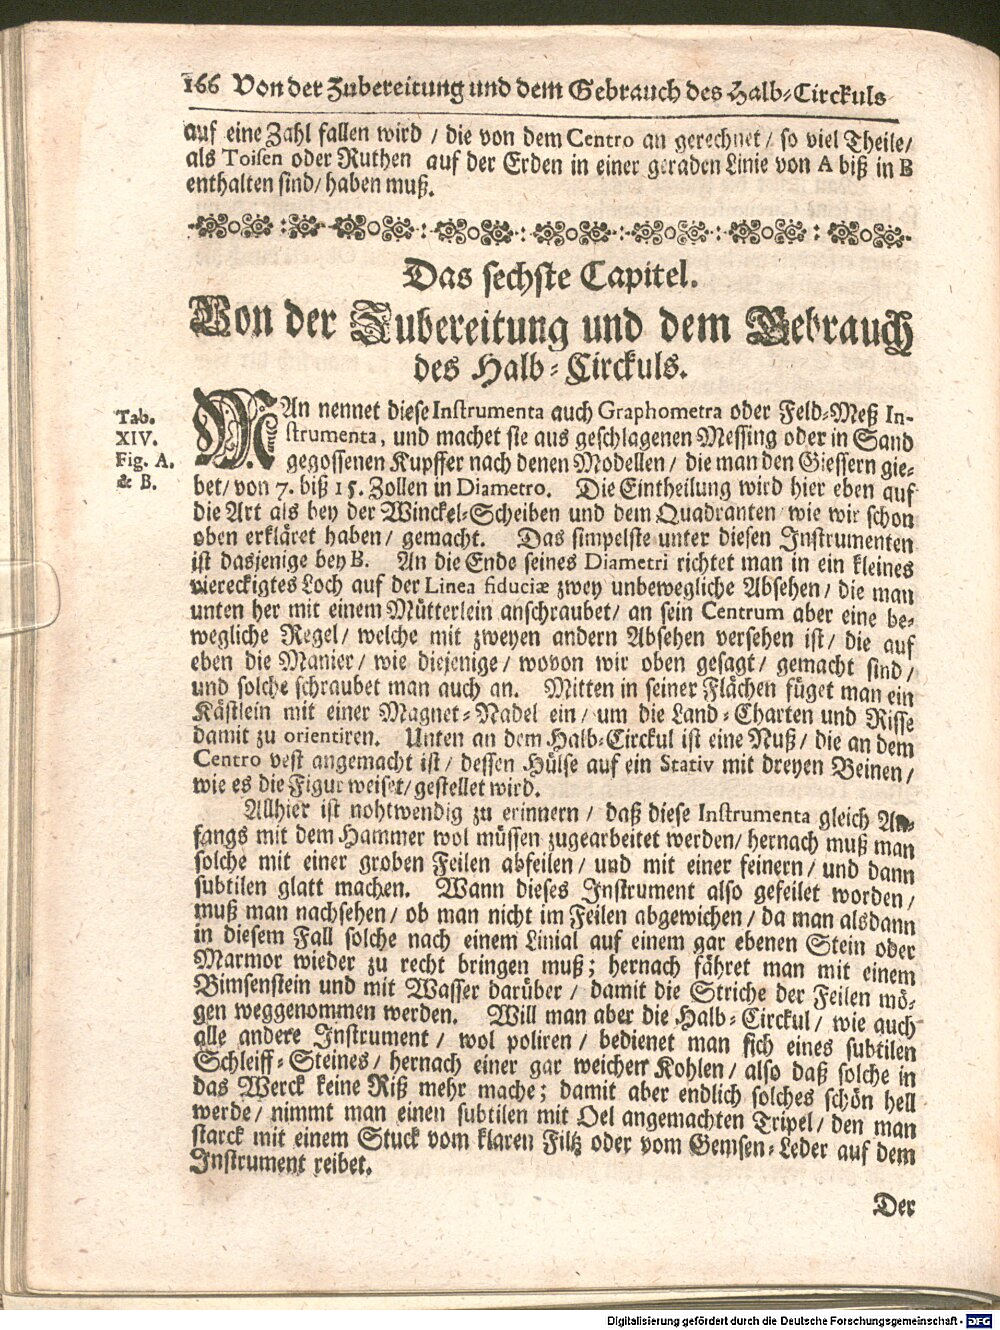 166 Von der Zubereitung und dem Gebrauch des Halb-Circkuls
auf eine Zahl fallen wird / die von dem Centro an gerechnet / so viel Theile/
als Toisen oder Ruthen auf der Erden in einer geraden Linie von A biß in B
enthalten sind/ haben muß.
Das sechste Capitel.
Von der Zubereitung und dem Gebrauch
des Halb-Circkuls.
Tab.
XIV.
Fig. A.
& B.
MAn nennet diese Instrumenta auch Graphometra oder Feld-Meß In-
strumenta, und machet sie aus geschlagenen Messing oder in Sand
gegossenen Kupffer nach denen Modellen / die man den Giessern gie-
bet/ von 7. biß 15. Zollen in Diametro. Die Eintheilung wird hier eben auf
die Art als bey der Winckel-Scheiben und dem Quadranten wie wir schon
oben erkläret haben/ gemacht. Das simpelste unter diesen Instrumenten
ist dasjenige bey B. An die Ende seines Diametri richtet man in ein kleines
viereckigtes Loch auf der Linea fiduciæ zwey unbewegliche Absehen / die man
unten her mit einem Mütterlein anschraubet/ an sein Centrum aber eine be-
wegliche Regel/ welche mit zweyen andern Absehen versehen ist/ die auf
eben die Manier/ wie diejenige / wovon wir oben gesagt/ gemacht sind/
und solche schraubet man auch an. Mitten in seiner Flächen füget man ein
Kästlein mit einer Magnet-Nadel ein/ um die Land-Charten und Risse
damit zu orientiren. Unten an dem Halb-Circkul ist eine Nuß/ die an dem
Centro vest angemacht ist/ dessen Hülse auf ein Stativ mit dreyen Beinen/
wie es die Figur weiset/ gestellet wird.
Allhier ist nohtwendig zu erinnern / daß diese Instrumenta gleich An-
fangs mit dem Hammer wol müssen zugearbeitet werden/ hernach muß man
solche mit einer groben Feilen abfeilen/ und mit einer feinern/ und dann
subtilen glatt machen. Wann dieses Instrument also gefeilet worden/
muß man nachsehen/ ob man nicht im Feilen abgewichen/ da man alsdann
in diesem Fall solche nach einem Linial auf einem gar ebenen Stein oder
Marmor wieder zu recht bringen muß; hernach fähret man mit einem
Bimsenstein und mit Wasser darüber/ damit die Striche der Feilen mö-
gen weggenommen werden. Will man aber die Halb-Circkul/ wie auch
alle andere Instrument/ wol poliren/ bedienet man sich eines subtilen
Schleiff-Steines/ hernach einer gar weichen Kohlen/ also daß solche in
das Werck keine Riß mehr mache; damit aber endlich solches schön hell
werde/ nimmt man einen subtilen mit Oel angemachten Tripel/ den man
starck mit einem Stuck vom klaren Filtz oder vom Gemsen-Leder auf dem
Instrument reibet.
Der
Digitalisierung gefördert durch die Deutsche Forschungsgemeinschaft - DFG